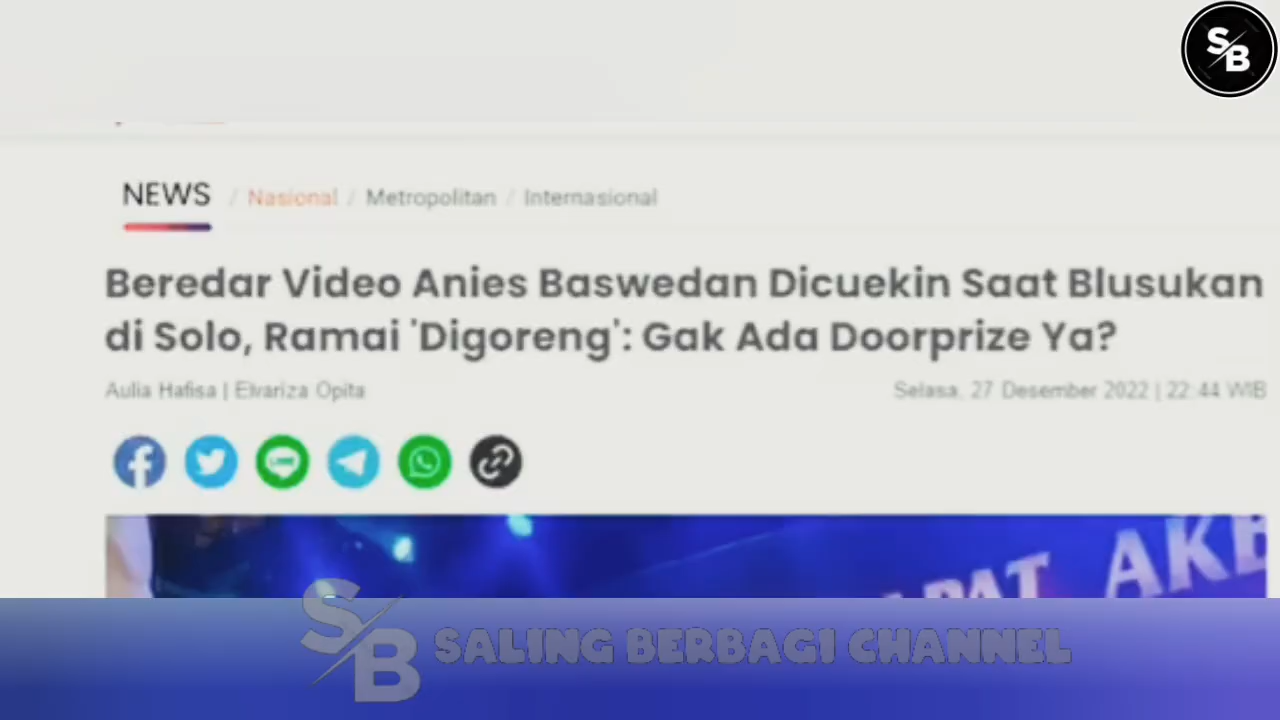 SB
NEWS / Nasional / Metropolitan / Internasional
Beredar Video Anies Baswedan Dicuekin Saat Blusukan
di Solo, Ramai 'Digoreng': Gak Ada Doorprize Ya?
Aulia Hafisa | Elvariza Opita
Selasa, 27 Desember 2022 | 22:44 WIB
LINE
SB SALING BERBAGI CHANNEL